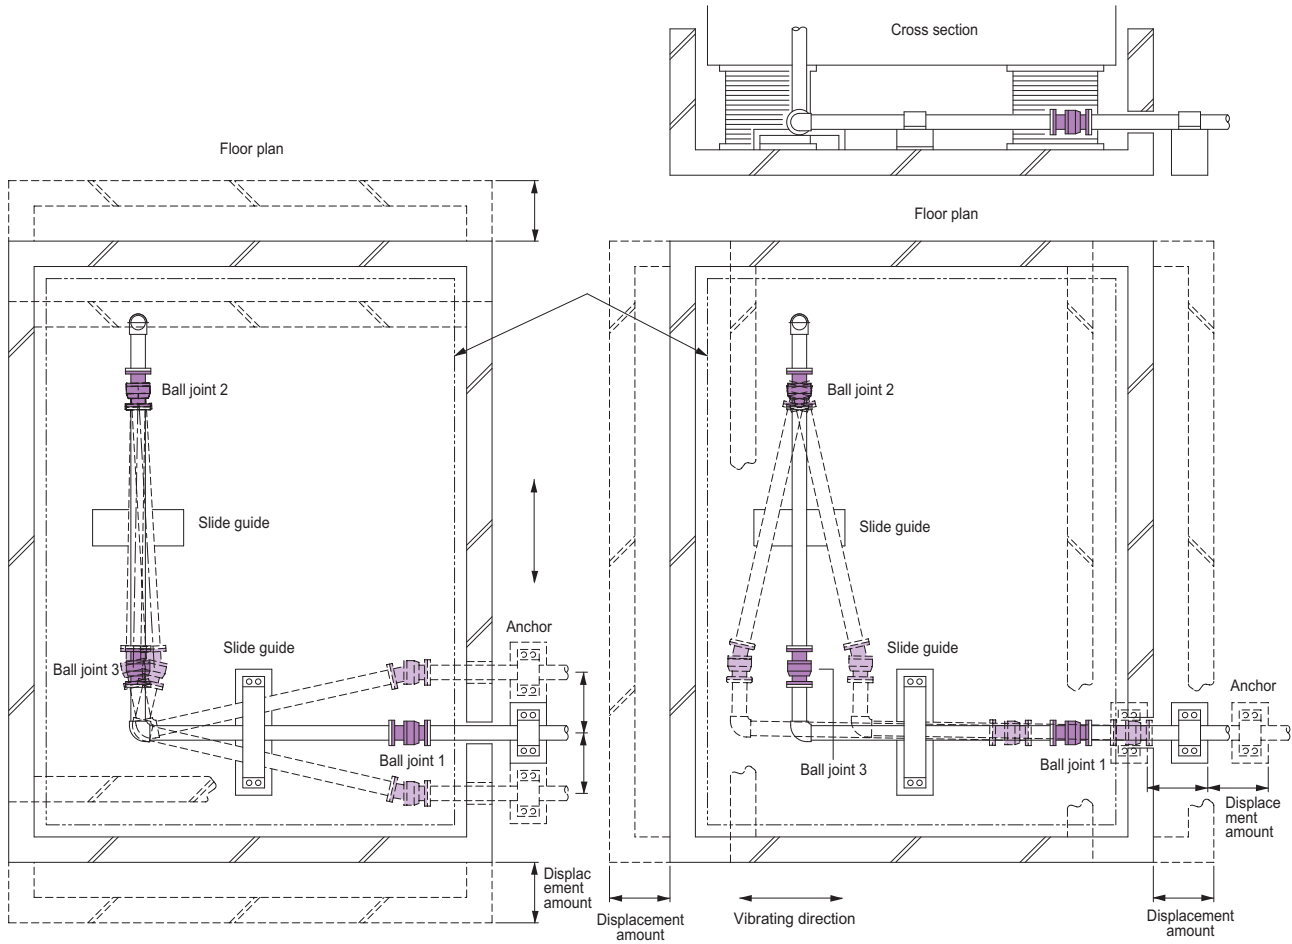 Cross section
Floor plan
Ball joint 2
Slide guide
Ball joint 3
Slide guide
Anchor
Ball joint 1
Displac
ement
amount
Floor plan
Ball joint 2
Slide guide
Slide guide
Anchor
Ball joint 3
Ball joint 1
Displace
ment
amount
Displacement
amount
Vibrating direction
Displacement
amount